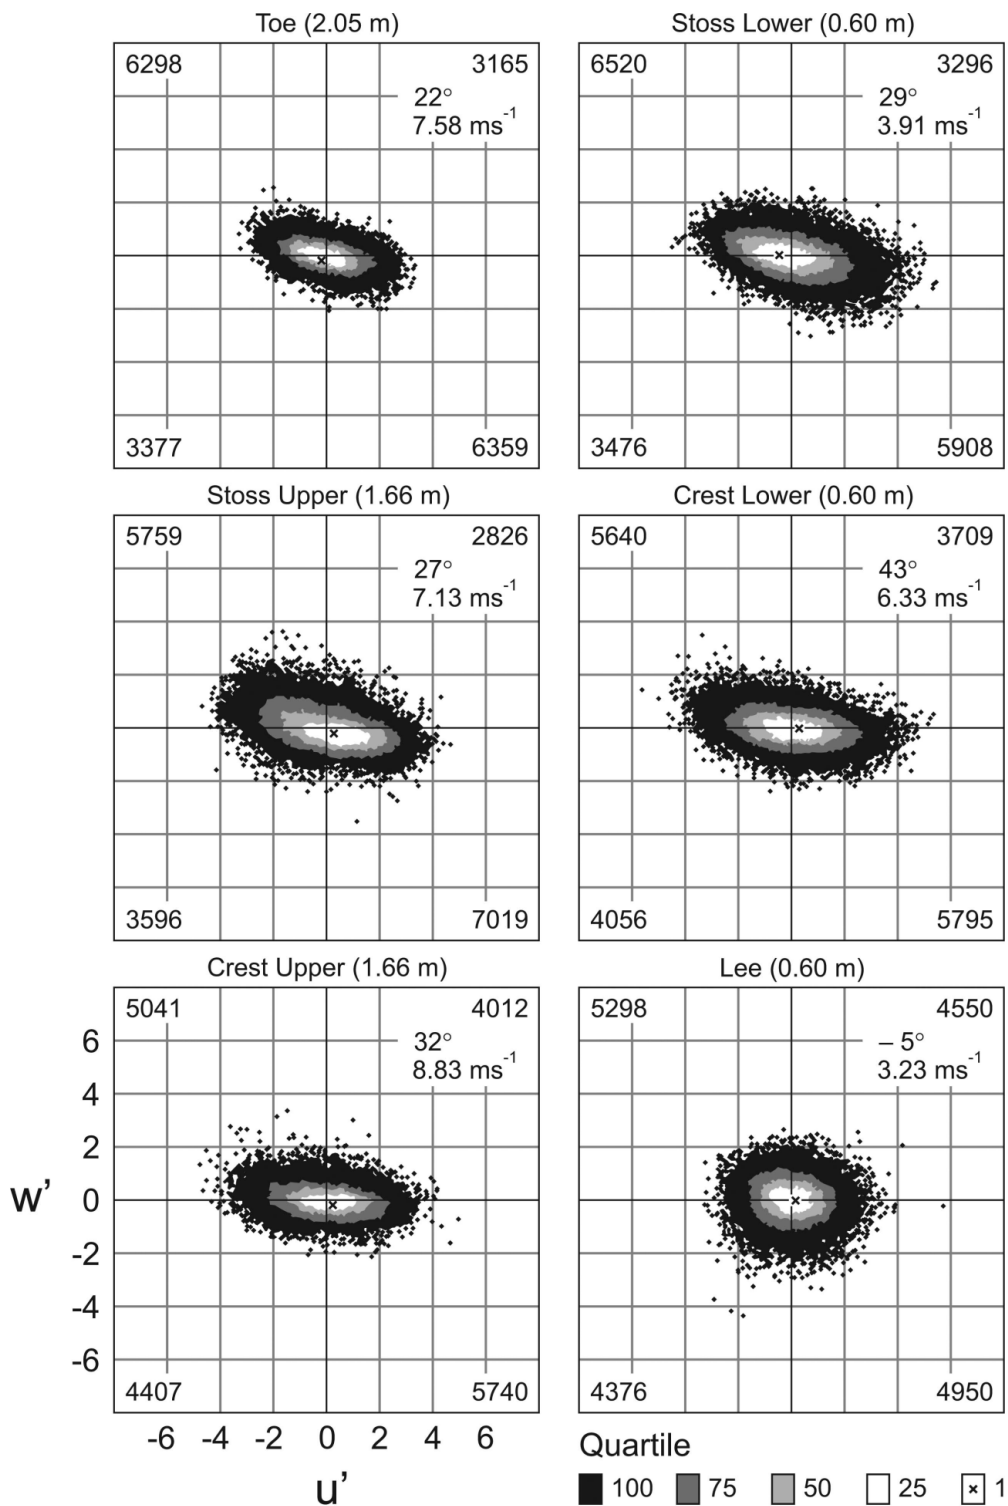 Toe (2.05 m)
6298 3165
22°
7.58 ms-1
3377 6359
Stoss Lower (0.60 m)
6520 3296
29°
3.91 ms-1
3476 5908
Stoss Upper (1.66 m)
5759 2826
27°
7.13 ms-1
3596 7019
Crest Lower (0.60 m)
5640 3709
43°
6.33 ms-1
4056 5795
Crest Upper (1.66 m)
5041 4012
32°
8.83 ms-1
4407 5740
6
4
2
0
-2
-4
-6
w’
-6 -4 -2 0 2 4 6
u’
Lee (0.60 m)
5298 4550
– 5°
3.23 ms-1
4376 4950
Quartile
100 75 50 25 × 1